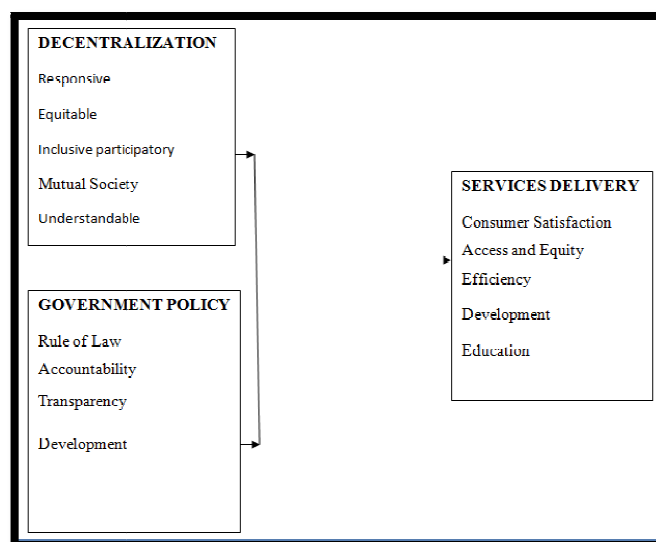 DECENTRALIZATION
Responsive
Equitable
Inclusive participatory
Mutual Society
Understandable
GOVERNMENT POLICY
Rule of Law
Accountability
Transparency
Development
SERVICES DELIVERY
Consumer Satisfaction
Access and Equity
Efficiency
Development
Education